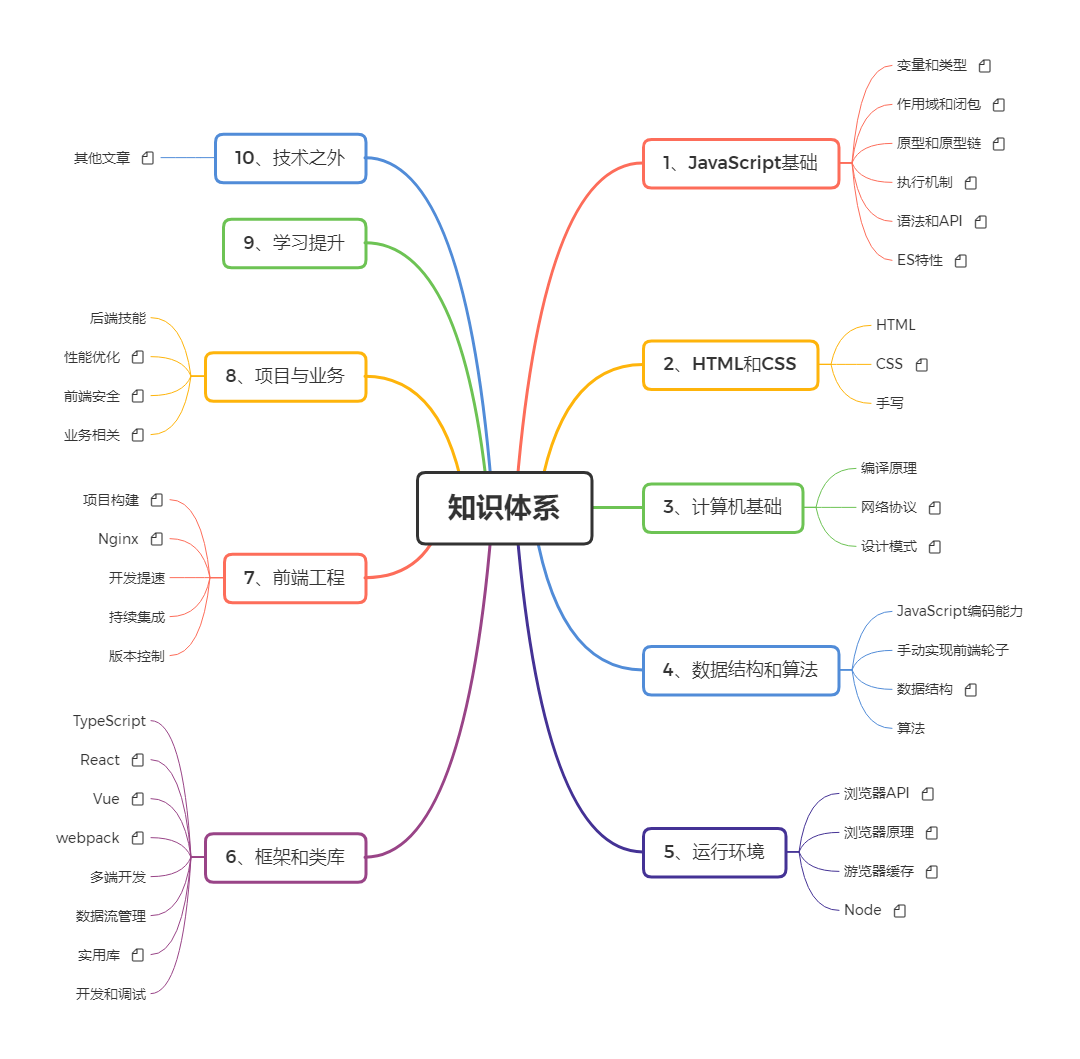 知识体系
1、JavaScript基础
变量和类型
作用域和闭包
原型和原型链
执行机制
语法和API
ES特性
2、HTML和CSS
HTML
CSS
手写
3、计算机基础
编译原理
网络协议
设计模式
4、数据结构和算法
JavaScript编码能力
手动实现前端轮子
数据结构
算法
5、运行环境
浏览器API
浏览器原理
游览器缓存
Node
6、框架和类库
TypeScript
React
Vue
webpack
多端开发
数据流管理
实用库
开发和调试
7、前端工程
项目构建
Nginx
开发提速
持续集成
版本控制
8、项目与业务
后端技能
性能优化
前端安全
业务相关
9、学习提升
10、技术之外
其他文章